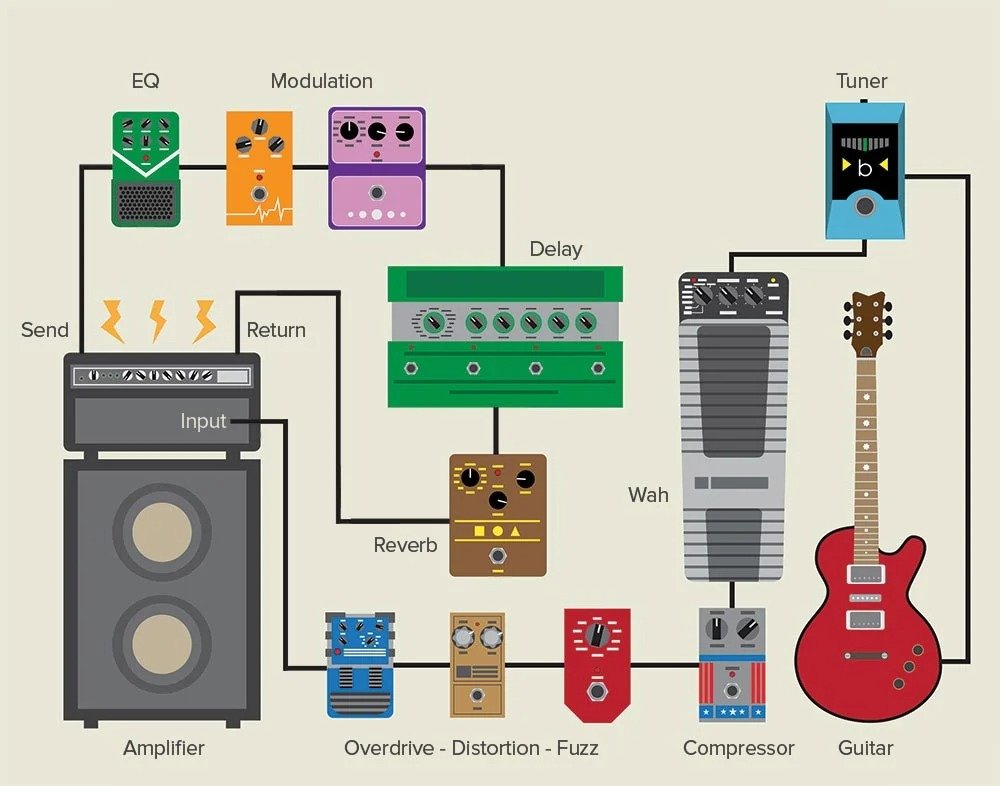 EQ
Modulation
Tuner
b
Delay
Send
Return
Input
Wah
Reverb
Amplifier
Overdrive - Distortion - Fuzz
Compressor
Guitar